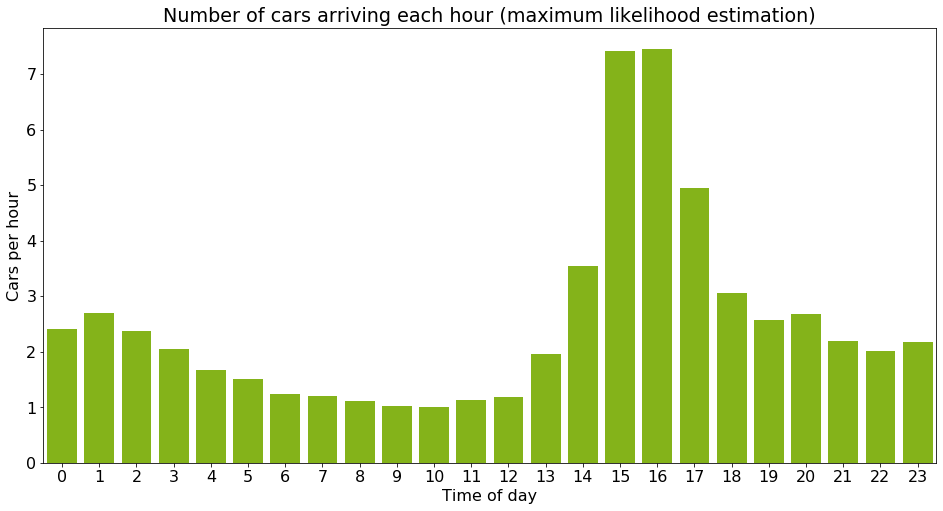 Number of cars arriving each hour (maximum likelihood estimation)
7
6
5
4
3
2
1
0
Cars per hour
0 1 2 3 4 5 6 7 8 9 10 11 12 13 14 15 16 17 18 19 20 21 22 23
Time of day